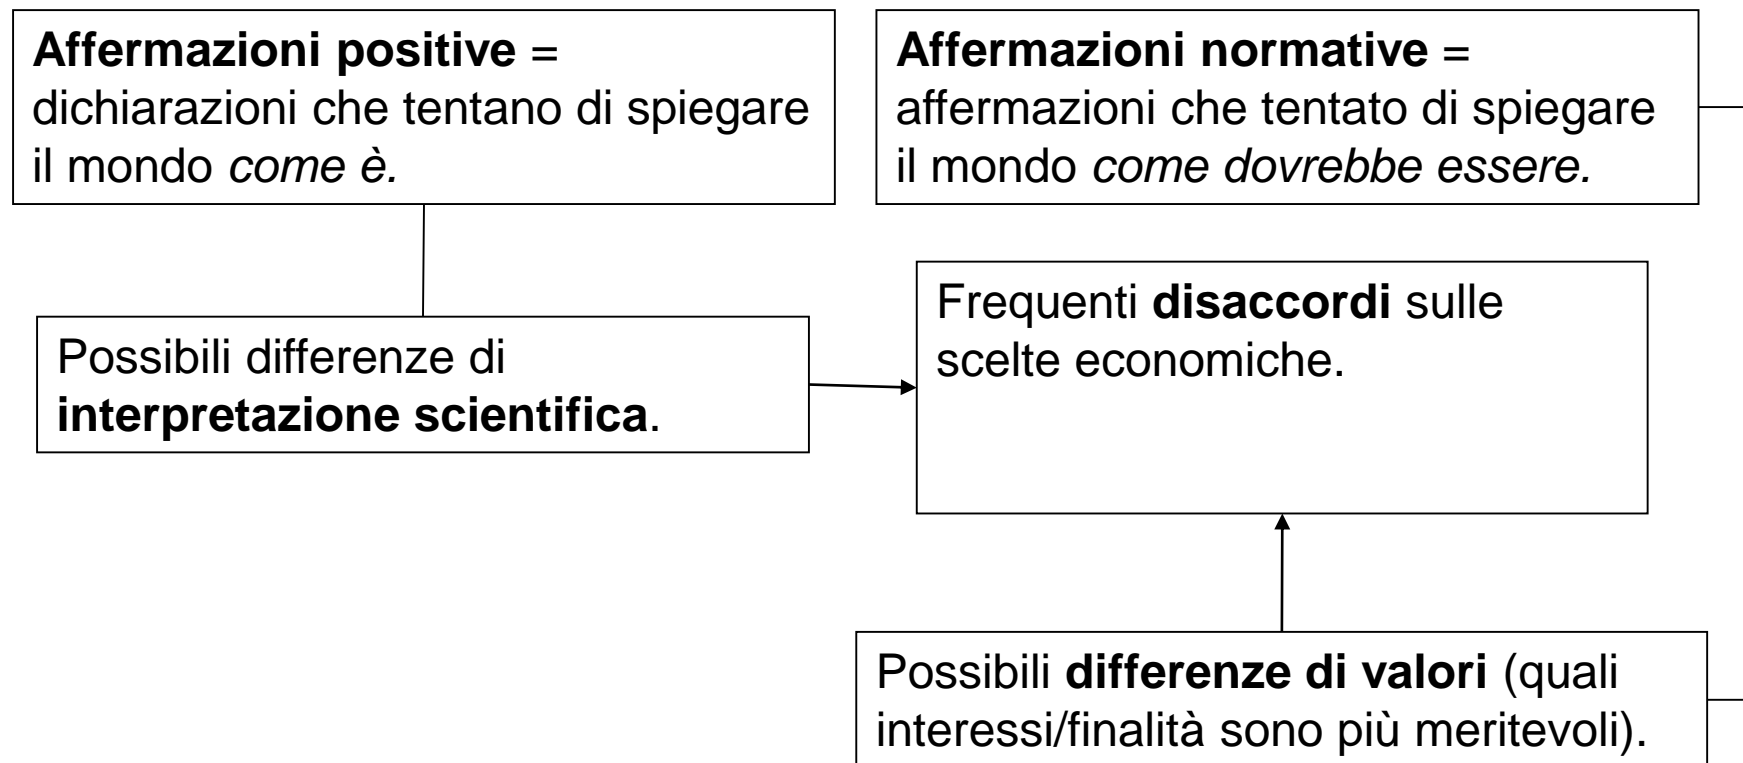 Affermazioni positive =
dichiarazioni che tentano di spiegare
il mondo come è.
Affermazioni normative =
affermazioni che tentato di spiegare
il mondo come dovrebbe essere.
Possibili differenze di
interpretazione scientifica.
Frequenti disaccordi sulle
scelte economiche.
Possibili differenze di valori (quali
interessi/finalità sono più meritevoli).